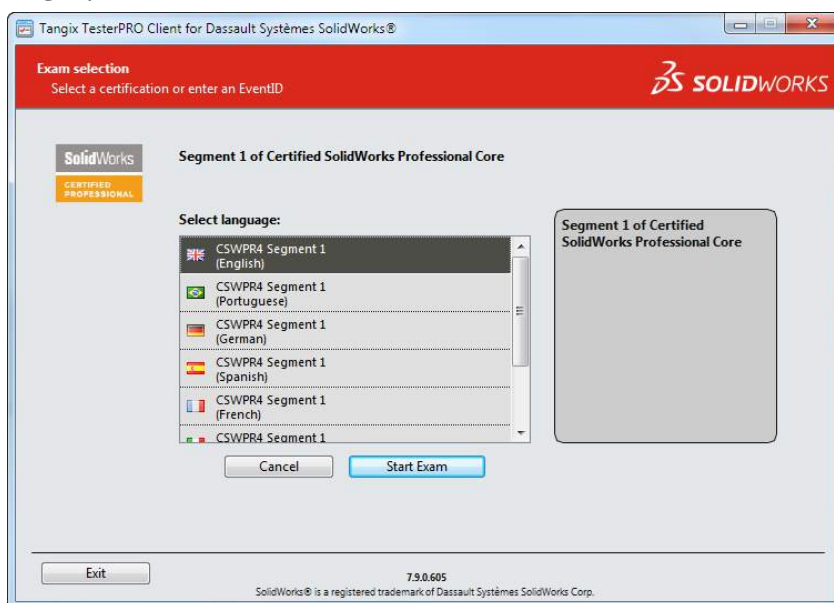 Tangix TesterPRO Client for Dassault Systèmes SolidWorks®
Exam selection
Select a certification or enter an EventID
SOLIDWORKS
SolidWorks
CERTIFIED
PROFESSIONAL
Segment 1 of Certified SolidWorks Professional Core
Select language:
CSWPR4 Segment 1
(English)
CSWPR4 Segment 1
(Portuguese)
CSWPR4 Segment 1
(German)
CSWPR4 Segment 1
(Spanish)
CSWPR4 Segment 1
(French)
CSWPR4 Segment 1
Segment 1 of Certified
SolidWorks Professional Core
Cancel
Start Exam
Exit
7.9.0.605
SolidWorks® is a registered trademark of Dassault Systèmes SolidWorks Corp.